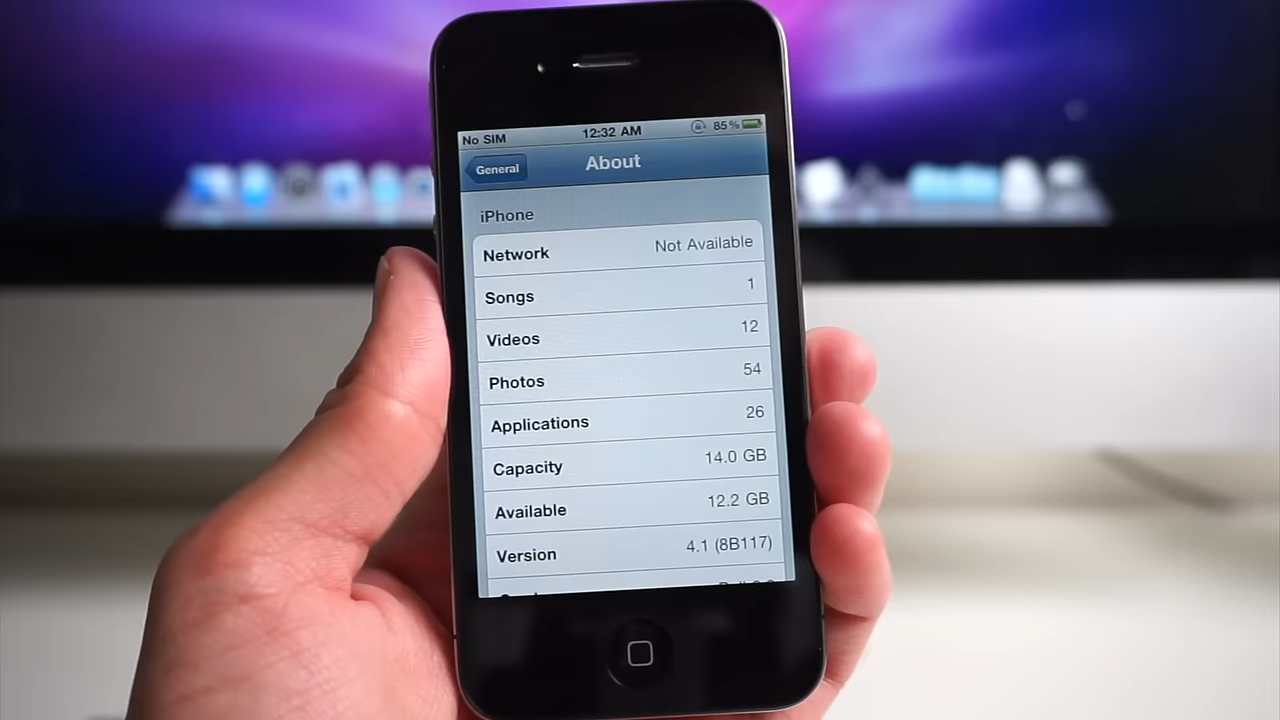 No SIM 12:32 AM 85%
General About
iPhone
Network Not Available
Songs 1
Videos 12
Photos 54
Applications 26
Capacity 14.0 GB
Available 12.2 GB
Version 4.1 (8B117)